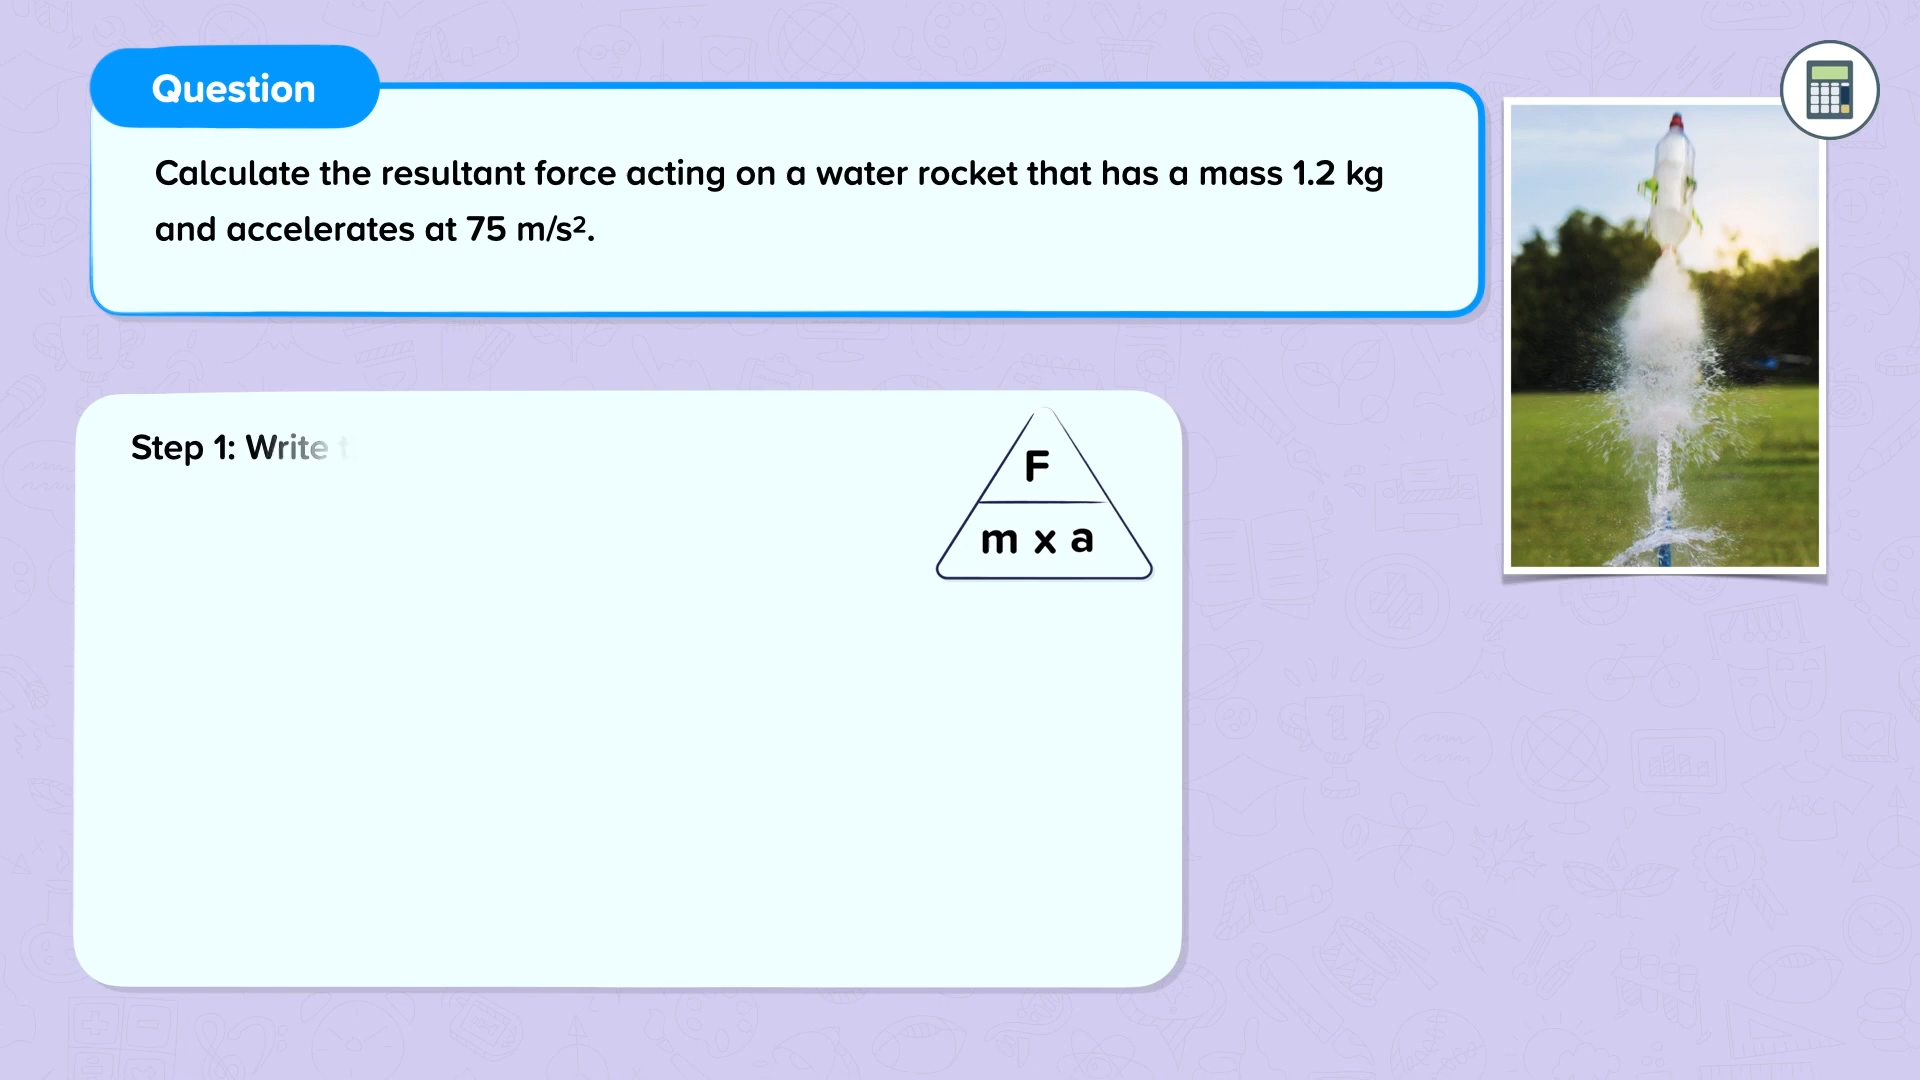 Question
Calculate the resultant force acting on a water rocket that has a mass 1.2 kg
and accelerates at 75 m/s².
Step 1: Write
F
m x a